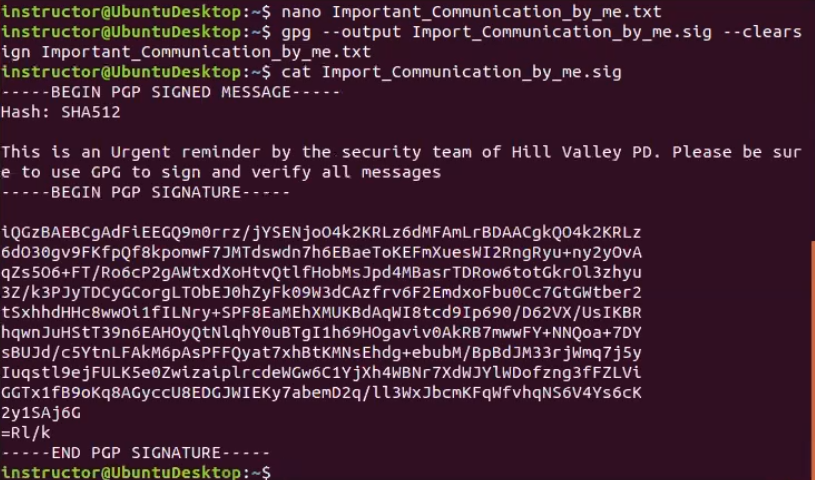 instructor@UbuntuDesktop:~$ nano Important_Communication_by_me.txt
instructor@UbuntuDesktop:~$ gpg --output Import_Communication_by_me.sig --clears
ign Important_Communication_by_me.txt
instructor@UbuntuDesktop:~$ cat Import_Communication_by_me.sig
-----BEGIN PGP SIGNED MESSAGE-----
Hash: SHA512
This is an Urgent reminder by the security team of Hill Valley PD. Please be sur
e to use GPG to sign and verify all messages
-----BEGIN PGP SIGNATURE-----
iQGzBAEBCgAdFiEEGQ9m0rrz/jYSENjoO4k2KRLz6dMFAmLrBDAACgkQO4k2KRLz
6dO30gv9FKfpQf8kpomwF7JMTdswdn7h6EBaeToKEFmXuesWI2RngRyu+ny2yOvA
qZs5O6+FT/Ro6cP2gAWtxdXoHtvQtlfHobMsJpd4MBasrTDRow6totGkrOl3zhyu
3Z/k3PJyTDCyGCorgLTObEJ0hZyFk09W3dCAzfrv6F2EmdxoFbu0Cc7GtGWtber2
tSxhhdHHc8wwOi1fILNry+SPF8EaMEhXMUKBdAqWI8tcd9Ip690/D62VX/UsIKBR
hqwnJuHStT39n6EAHOyQtNlqhY0uBTgI1h69HOgaviv0AkRB7mwwFY+NNQoa+7DY
sBUJd/c5YtnLFAkM6pAsPFFQyat7xhBtKMNsEhdg+ebubM/BpBdJM33rjWmq7j5y
Iuqstl9ejFULK5e0ZwizaiplrcdeWGw6C1YjXh4WBNr7XdWJYlWDofzng3fFZLVi
GGTx1fB9oKq8AGyccU8EDGJWIEKy7abemD2q/ll3WxJbcmKFqWfvhqNS6V4Ys6cK
2y1SAj6G
=Rl/k
-----END PGP SIGNATURE-----
instructor@UbuntuDesktop:~$